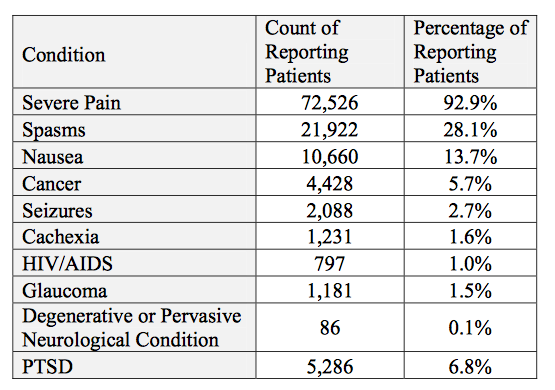 Condition Count of Reporting Patients Percentage of Reporting Patients
Severe Pain 72,526 92.9%
Spasms 21,922 28.1%
Nausea 10,660 13.7%
Cancer 4,428 5.7%
Seizures 2,088 2.7%
Cachexia 1,231 1.6%
HIV/AIDS 797 1.0%
Glaucoma 1,181 1.5%
Degenerative or Pervasive
Neurological Condition 86 0.1%
PTSD 5,286 6.8%